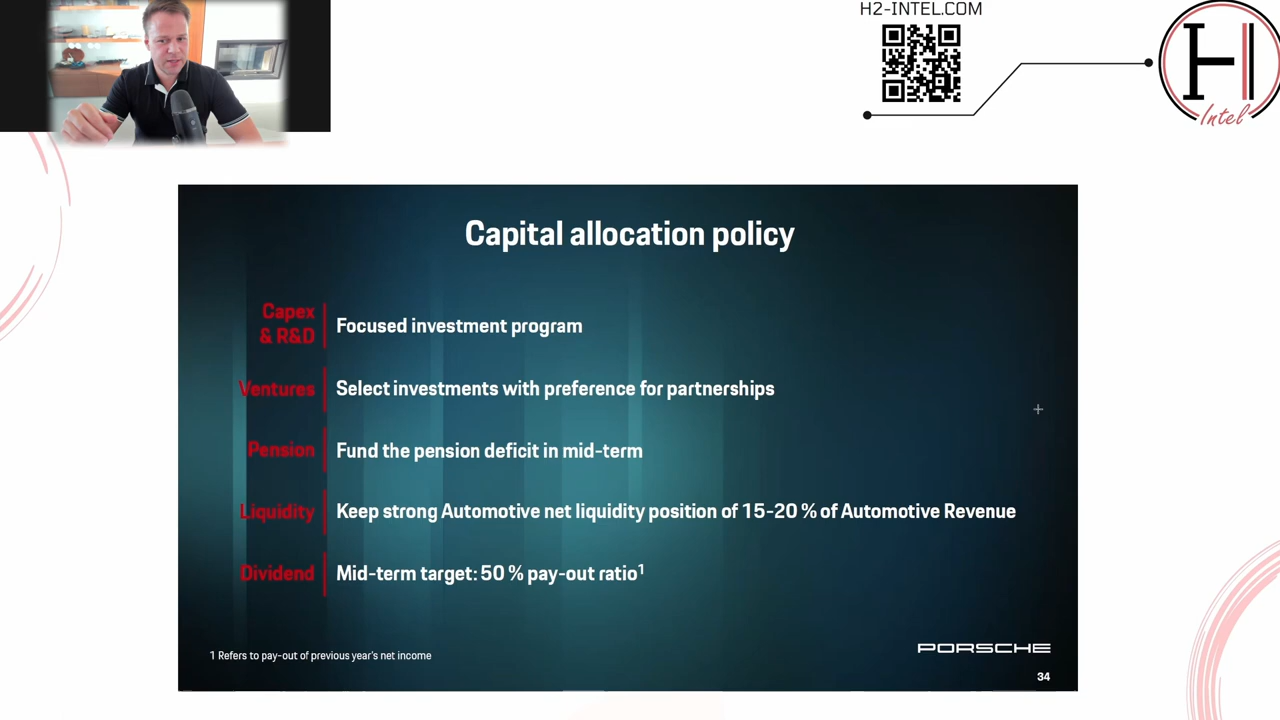 H2-INTEL.COM
H
Intel
Capital allocation policy
Capex
& R&D
Focused investment program
Ventures
Select investments with preference for partnerships
Pension
Fund the pension deficit in mid-term
Liquidity
Keep strong Automotive net liquidity position of 15-20 % of Automotive Revenue
Dividend
Mid-term target: 50 % pay-out ratio¹
1 Refers to pay-out of previous year's net income
PORSCHE
34